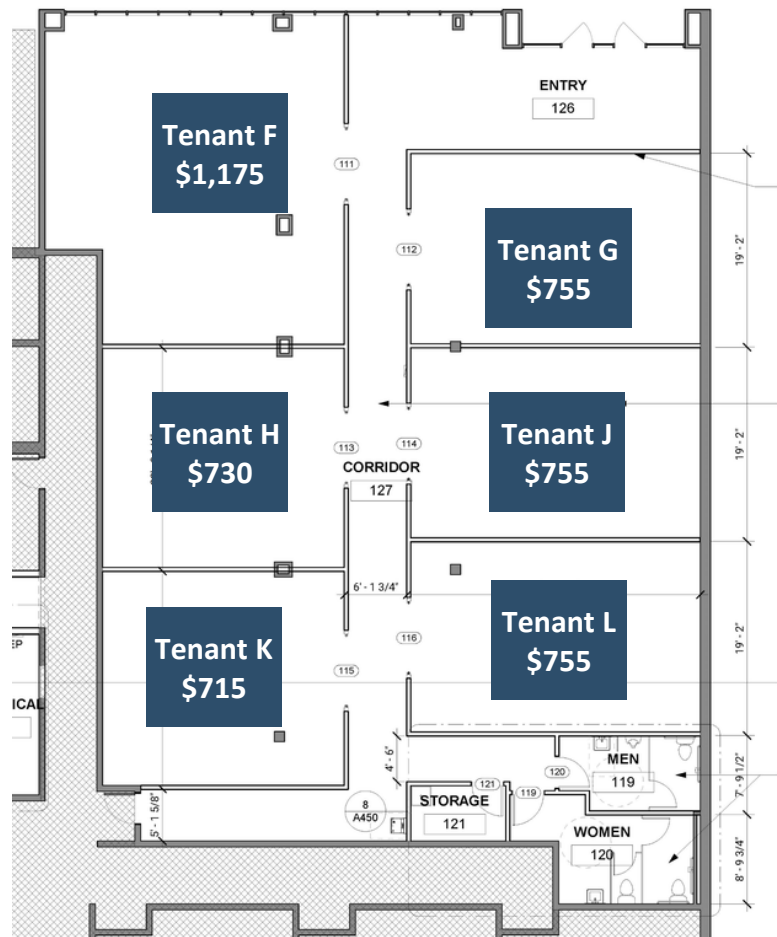 ENTRY
126
Tenant F
$1,175
111
Tenant G
$755
112
19' - 2"
Tenant H
$730
113
114
Tenant J
$755
19' - 2"
CORRIDOR
127
6' - 1 3/4"
Tenant K
$715
115
116
Tenant L
$755
19' - 2"
EP
ICAL
4' - 6"
MEN
119
120
7' - 9 1/2"
121
119
STORAGE
121
8
A450
5' - 1 5/8"
WOMEN
120
8' - 9 3/4"